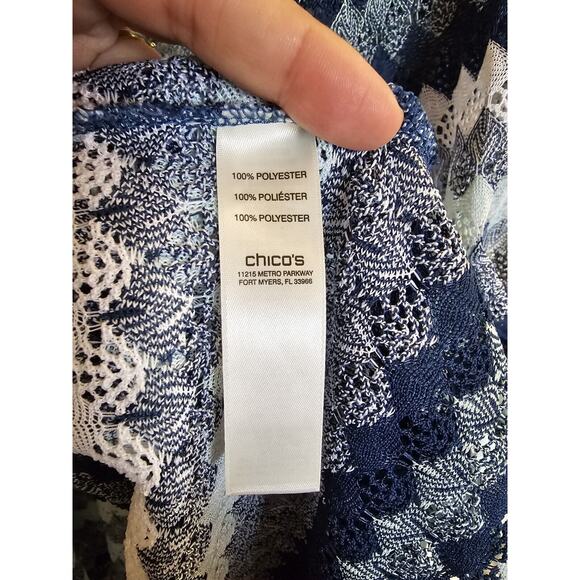 100% POLYESTER
100% POLIÉSTER
100% POLYESTER
chico's
11215 METRO PARKWAY
FORT MYERS, FL 33966